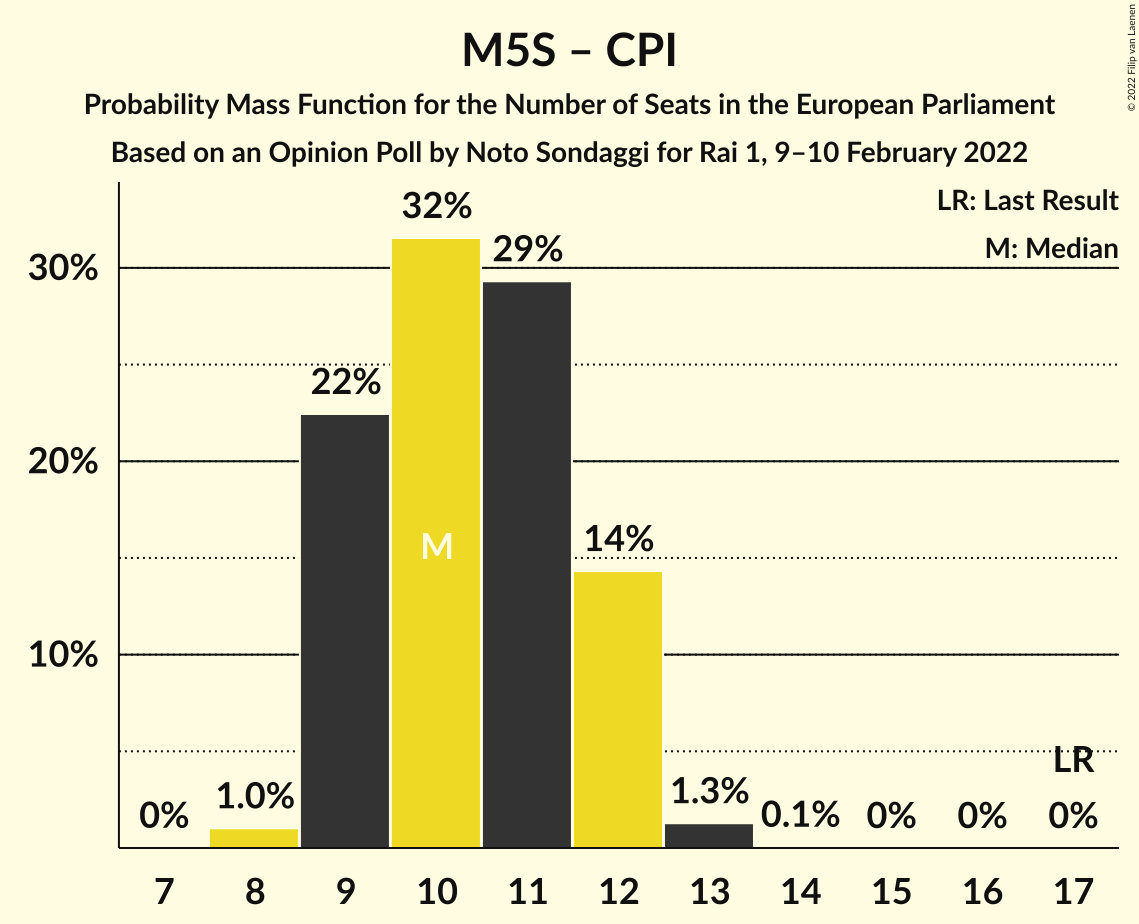 M5S – CPI
Probability Mass Function for the Number of Seats in the European Parliament
Based on an Opinion Poll by Noto Sondaggi for Rai 1, 9–10 February 2022
© 2022 Filip van Laenen
LR: Last Result
M: Median
30%
20%
10%
0%
1.0%
22%
32%
M
29%
14%
1.3%
0.1%
0%
0%
LR
0%
7 8 9 10 11 12 13 14 15 16 17